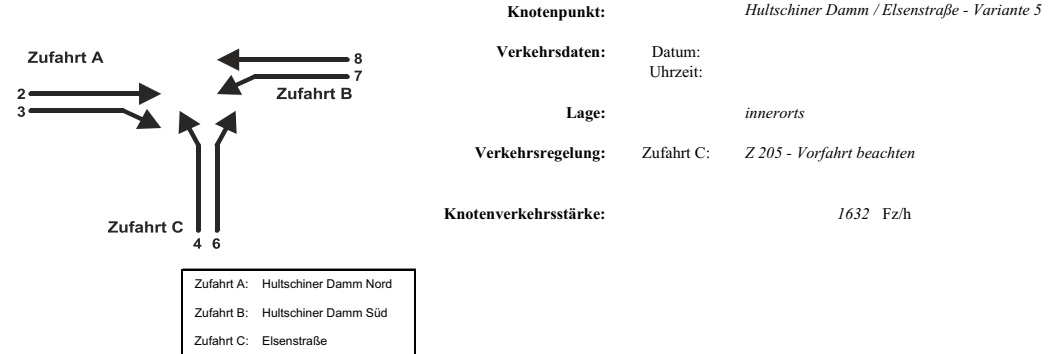 Knotenpunkt: Hultschiner Damm / Elsenstraße - Variante 5
Verkehrsdaten: Datum:
Uhrzeit:
Lage: innerorts
Verkehrsregelung: Zufahrt C: Z 205 - Vorfahrt beachten
Knotenverkehrsstärke: 1632 Fz/h
Zufahrt A
8
7
2
Zufahrt B
3
Zufahrt C
4 6
Zufahrt A: Hultschiner Damm Nord
Zufahrt B: Hultschiner Damm Süd
Zufahrt C: Elsenstraße